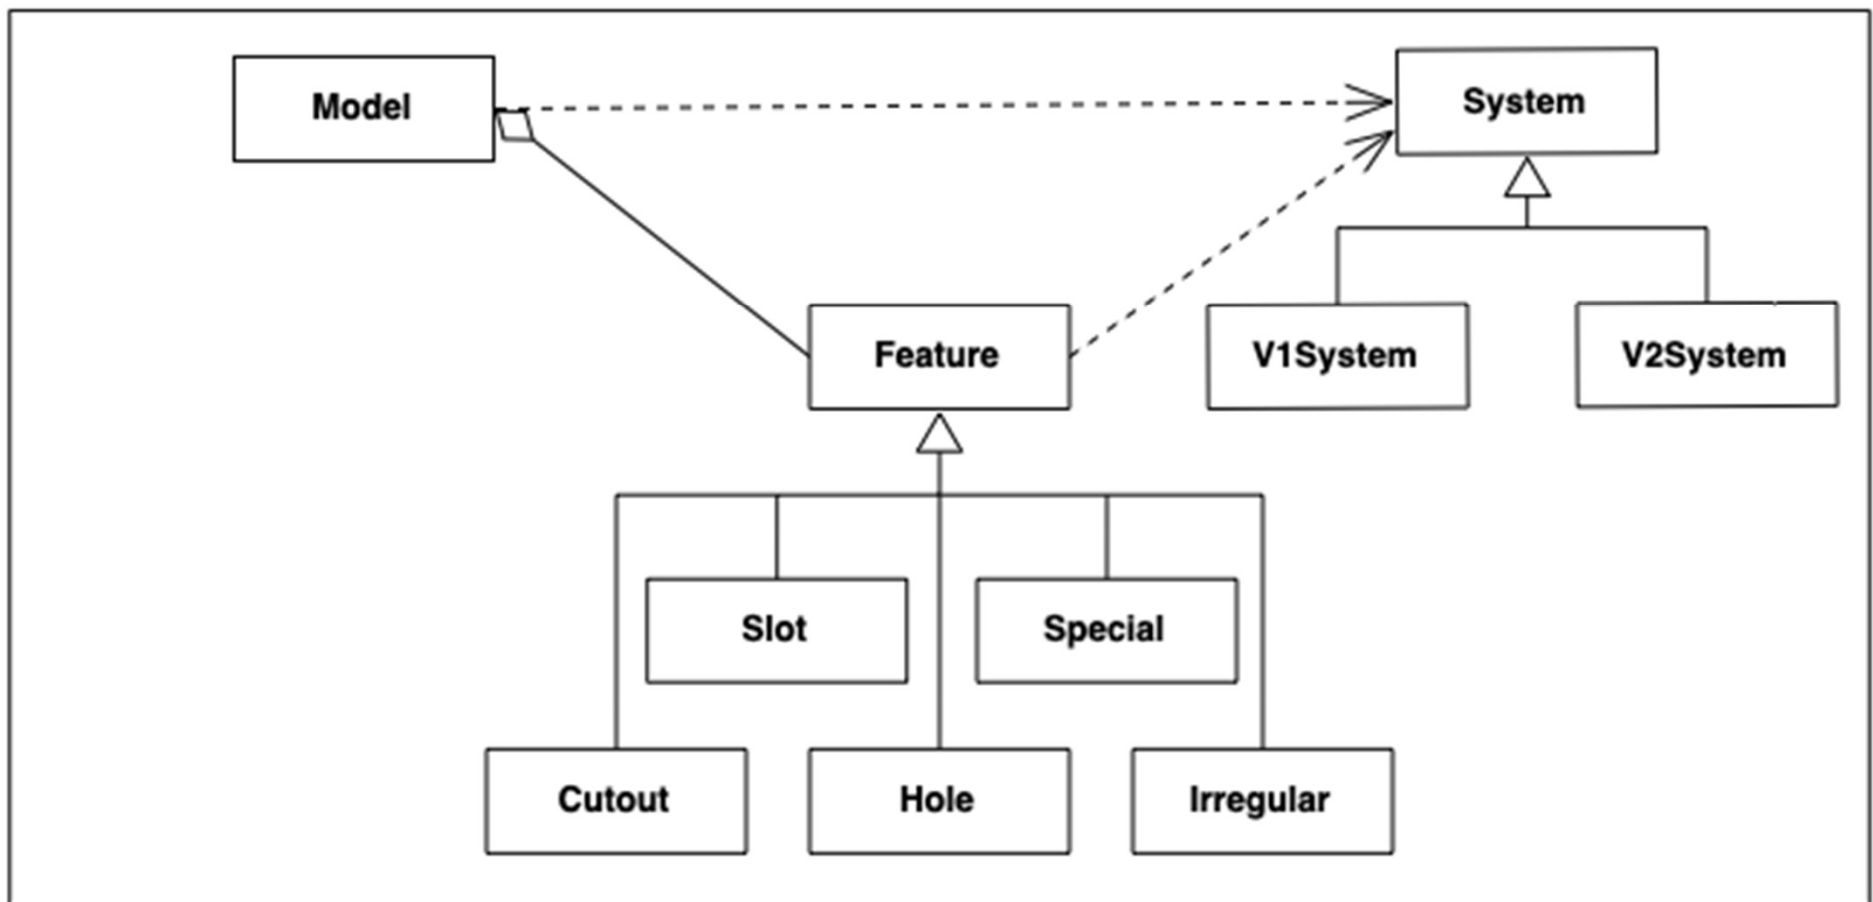 Model
System
Feature
V1System
V2System
Slot
Special
Cutout
Hole
Irregular